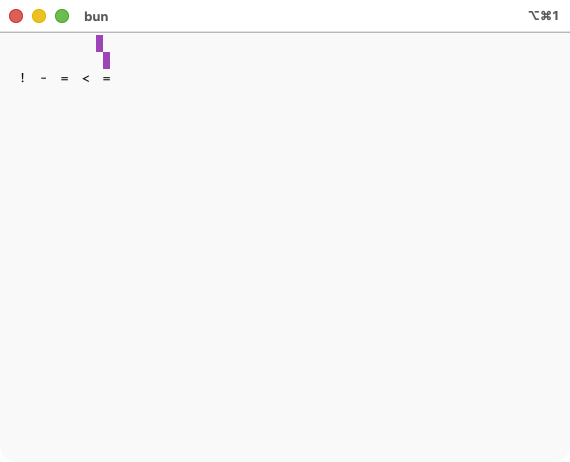 bun ⌥⌘1
! - = < =